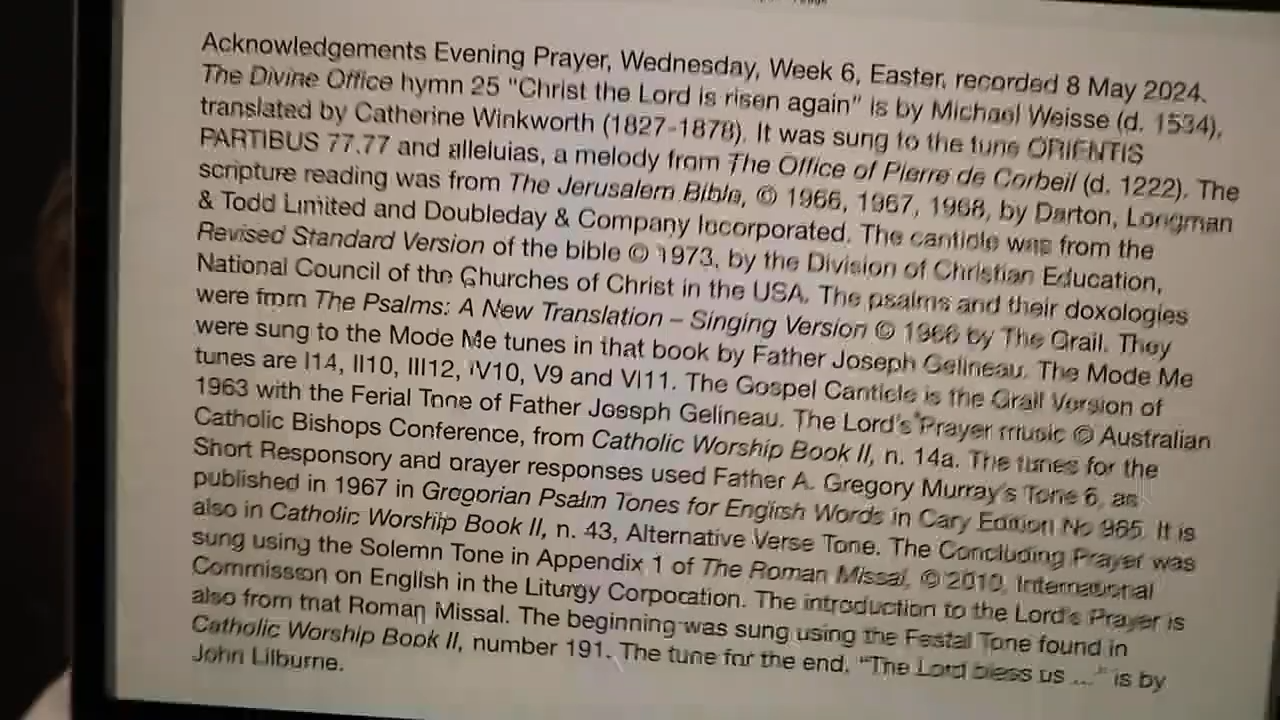 Acknowledgements Evening Prayer, Wednesday, Week 6, Easter, recorded 8 May 2024.
The Divine Office hymn 25 "Christ the Lord is risen again" is by Michael Weisse (d. 1534),
translated by Catherine Winkworth (1827-1878). It was sung to the tune ORIENTIS
PARTIBUS 77.77 and alleluias, a melody from The Office of Pierre de Corbeil (d. 1222). The
scripture reading was from The Jerusalem Bible, © 1966, 1967, 1968, by Darton, Longman
& Todd Limited and Doubleday & Company Incorporated. The canticle was from the
Revised Standard Version of the bible © 1973, by the Division of Christian Education,
National Council of the Churches of Christ in the USA. The psalms and their doxologies
were from The Psalms: A New Translation – Singing Version © 1966 by The Grail. They
were sung to the Mode Me tunes in that book by Father Joseph Gelineau. The Mode Me
tunes are I14, II10, III12, IV10, V9 and VI11. The Gospel Canticle is the Grail Version of
1963 with the Ferial Tone of Father Joseph Gelineau. The Lord's Prayer music © Australian
Catholic Bishops Conference, from Catholic Worship Book II, n. 14a. The tunes for the
Short Responsory and prayer responses used Father A. Gregory Murray's Tone 6, as
published in 1967 in Gregorian Psalm Tones for English Words in Cary Edition No 965. It is
also in Catholic Worship Book II, n. 43, Alternative Verse Tone. The Concluding Prayer was
sung using the Solemn Tone in Appendix 1 of The Roman Missal, © 2010, International
Commission on English in the Liturgy Corporation. The introduction to the Lord's Prayer is
also from that Roman Missal. The beginning was sung using the Festal Tone found in
Catholic Worship Book II, number 191. The tune for the end, "The Lord bless us ..." is by
John Lilburne.